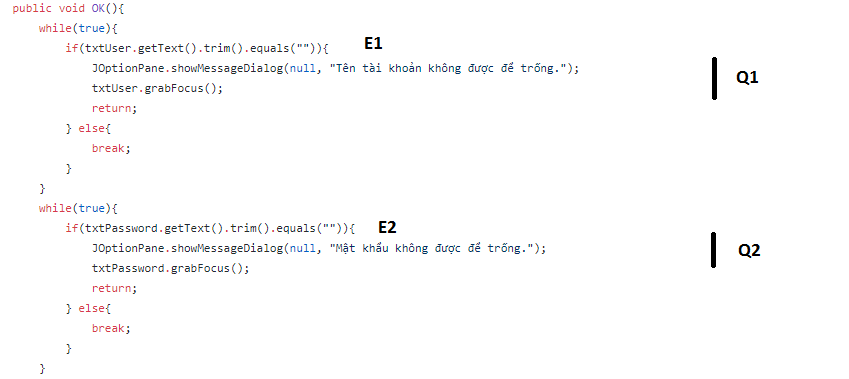 public void OK(){
while(true){
if(txtUser.getText().trim().equals("")){ E1
JOptionPane.showMessageDialog(null, "Tên tài khoản không được để trống.");
txtUser.grabFocus();
return;
} else{
break;
}
}
while(true){
if(txtPassword.getText().trim().equals("")){ E2
JOptionPane.showMessageDialog(null, "Mật khẩu không được để trống.");
txtPassword.grabFocus();
return;
} else{
break;
}
}
Q1
Q2